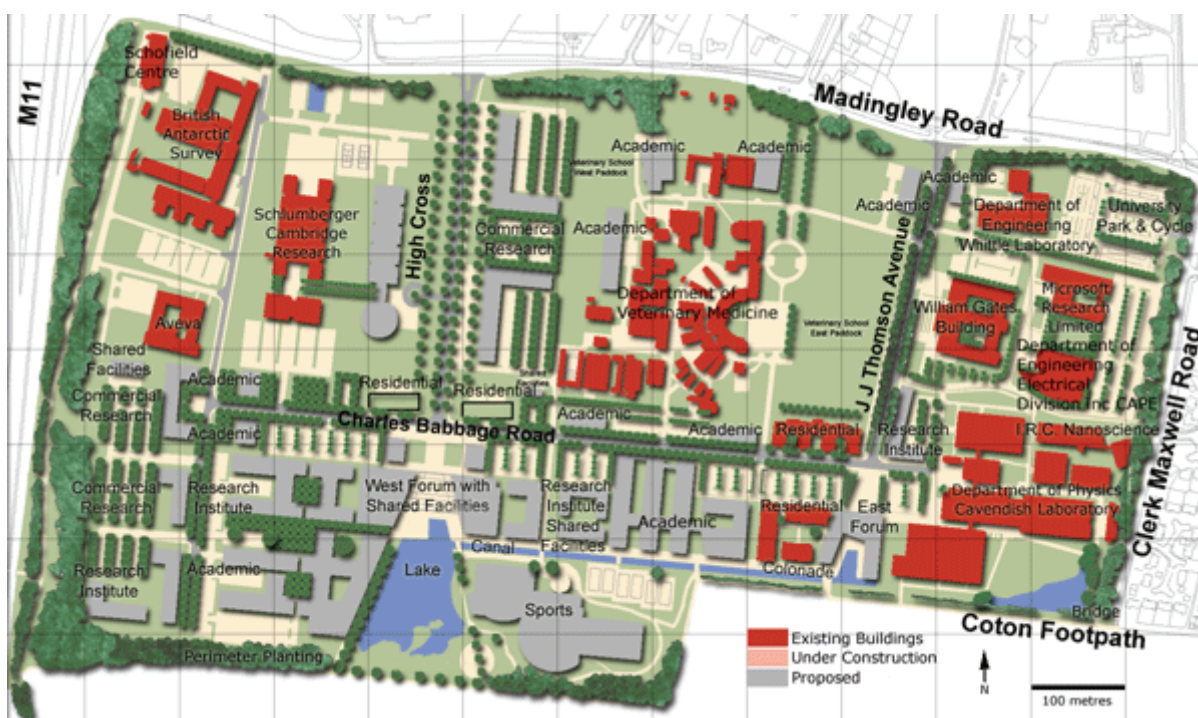 Schofield
Centre
M11
British
Antarctic
Survey
Madingley Road
Academic
Academic
Veterinary School
West Paddock
Academic
Academic
Department of
Engineering
Whittle Laboratory
University
Park & Cycle
Schlumberger
Cambridge
Research
High Cross
Commercial
Research
Academic
J J Thomson Avenue
Department of
Veterinary Medicine
Veterinary School
East Paddock
William Gates
Building
Microsoft
Research
Limited
Department of
Engineering
Electrical
Division Inc CAPE
Aveva
Shared
Facilities
Clerk Maxwell Road
Commercial
Research
Academic
Residential
Residential
Shared
Facilities
Academic
Charles Babbage Road
Academic
Academic
Residential
Research
Institute
I.R.C. Nanoscience
Commercial
Research
Research
Institute
West Forum with
Shared Facilities
Research
Institute
Shared
Facilities
Academic
Residential
East
Forum
Department of Physics
Cavendish Laboratory
Canal
Research
Institute
Academic
Lake
Colonade
Sports
Bridge
Coton Footpath
Perimeter Planting
Existing Buildings
Under Construction
Proposed
N
100 metres